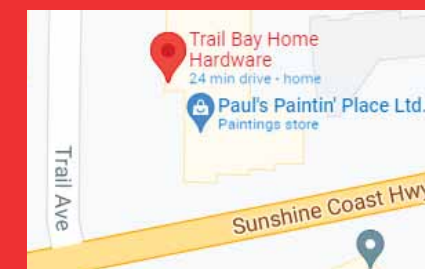 Trail Bay Home
Hardware
24 min drive - home
Paul's Paintin' Place Ltd.
Paintings store
Trail Ave
Sunshine Coast Hwy